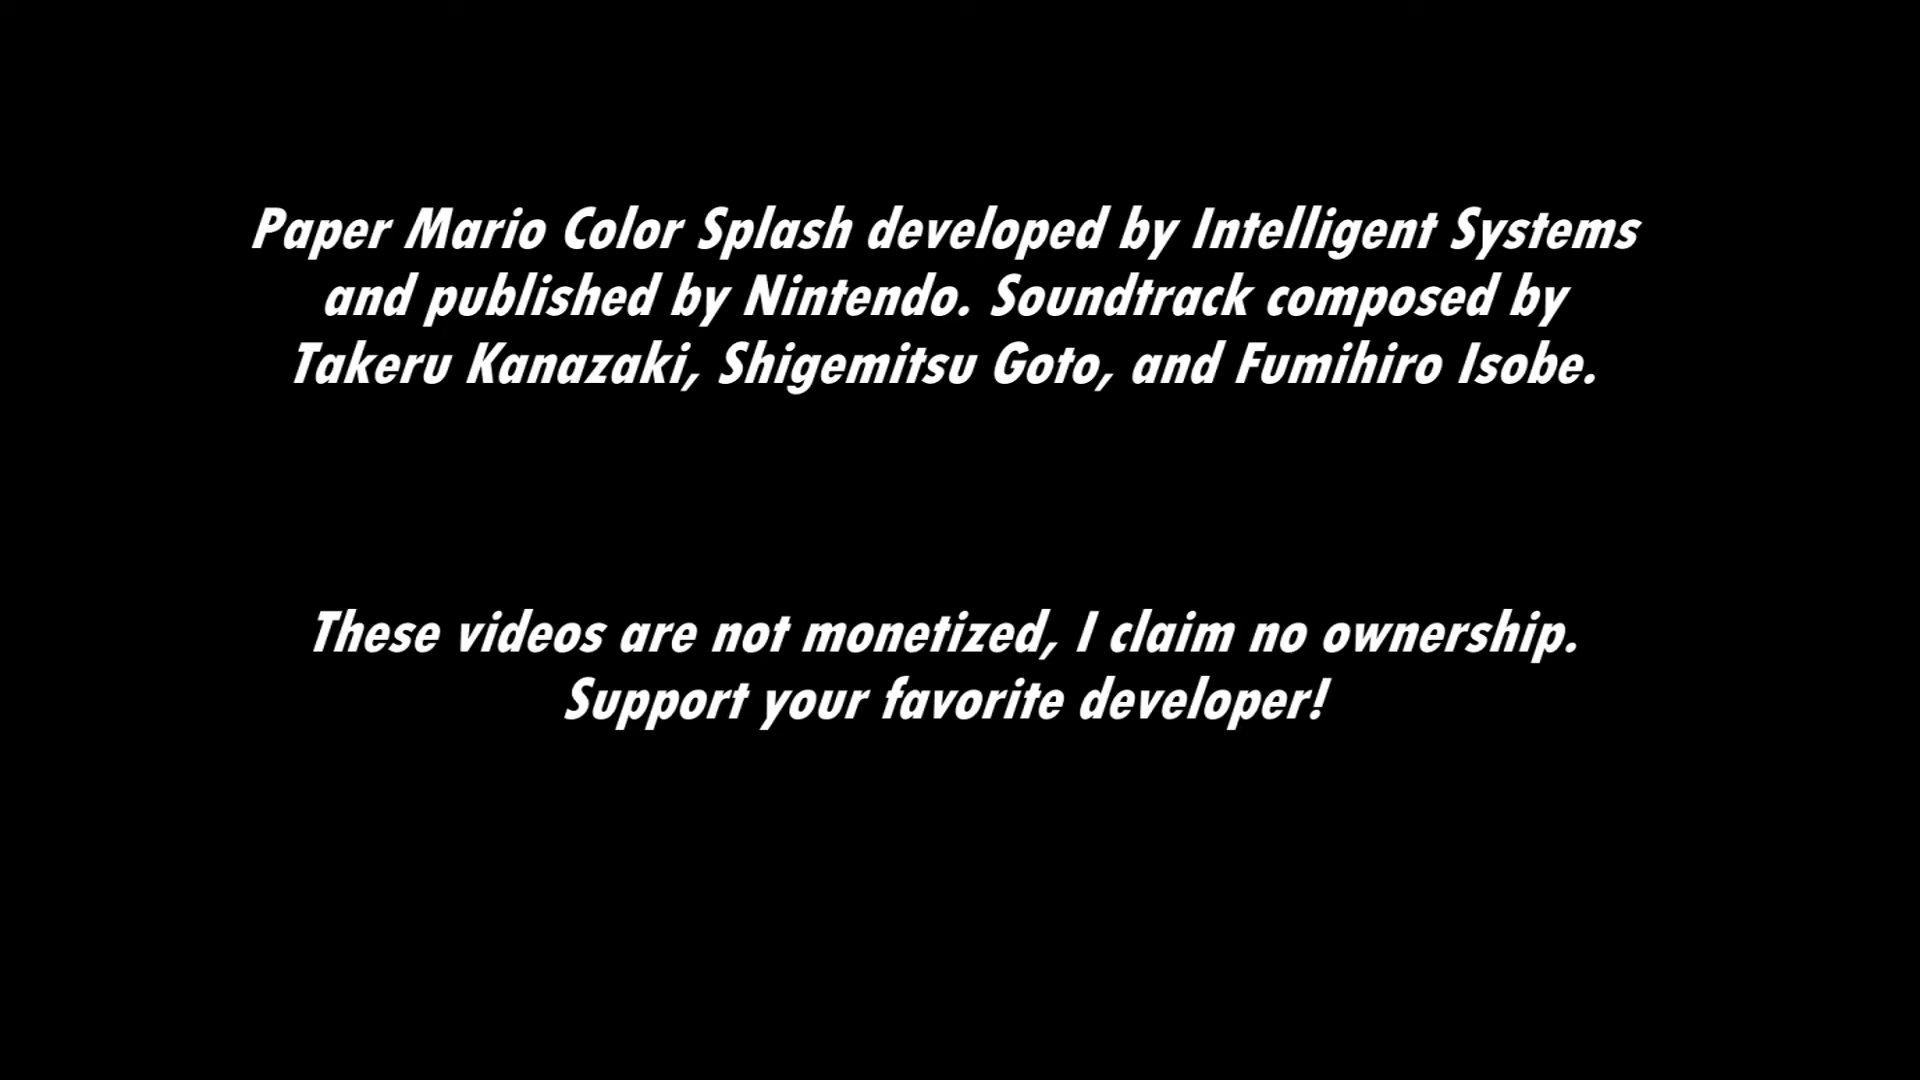 Paper Mario Color Splash developed by Intelligent Systems
and published by Nintendo. Soundtrack composed by
Takeru Kanazaki, Shigemitsu Goto, and Fumihiro Isobe.
These videos are not monetized, I claim no ownership.
Support your favorite developer!